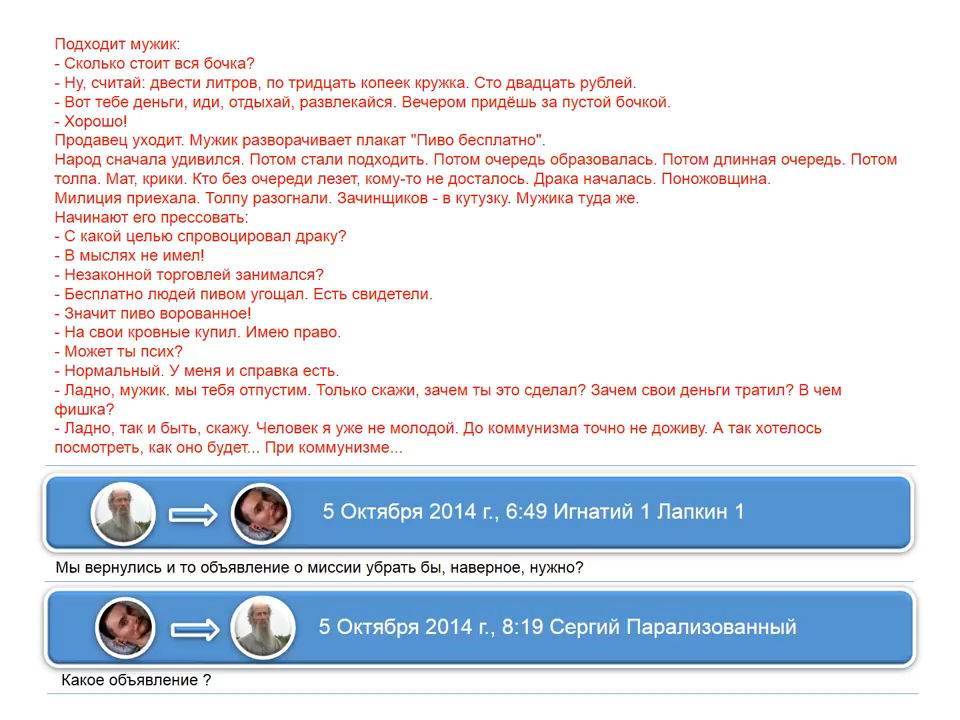 Подходит мужик:
- Сколько стоит вся бочка?
- Ну, считай: двести литров, по тридцать копеек кружка. Сто двадцать рублей.
- Вот тебе деньги, иди, отдыхай, развлекайся. Вечером придёшь за пустой бочкой.
- Хорошо!
Продавец уходит. Мужик разворачивает плакат "Пиво бесплатно".
Народ сначала удивился. Потом стали подходить. Потом очередь образовалась. Потом длинная очередь. Потом
толпа. Мат, крики. Кто без очереди лезет, кому-то не досталось. Драка началась. Поножовщина.
Милиция приехала. Толпу разогнали. Зачинщиков - в кутузку. Мужика туда же.
Начинают его прессовать:
- С какой целью спровоцировал драку?
- В мыслях не имел!
- Незаконной торговлей занимался?
- Бесплатно людей пивом угощал. Есть свидетели.
- Значит пиво ворованное!
- На свои кровные купил. Имею право.
- Может ты псих?
- Нормальный. У меня и справка есть.
- Ладно, мужик. мы тебя отпустим. Только скажи, зачем ты это сделал? Зачем свои деньги тратил? В чем
фишка?
- Ладно, так и быть, скажу. Человек я уже не молодой. До коммунизма точно не доживу. А так хотелось
посмотреть, как оно будет... При коммунизме...
5 Октября 2014 г., 6:49 Игнатий 1 Лапкин 1
Мы вернулись и то объявление о миссии убрать бы, наверное, нужно?
5 Октября 2014 г., 8:19 Сергий Парализованный
Какое объявление ?